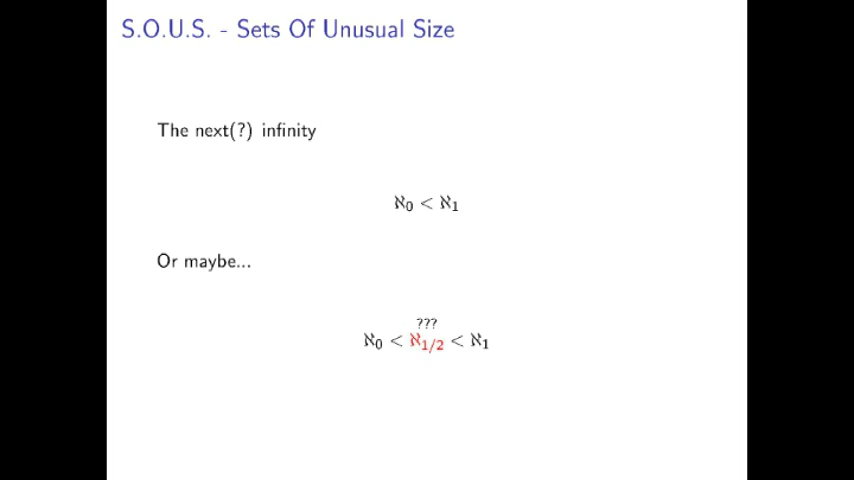 S.O.U.S. - Sets Of Unusual Size
The next(?) infinity
ℵ₀ < ℵ₁
Or maybe...
???
ℵ₀ < ℵ₁/₂ < ℵ₁